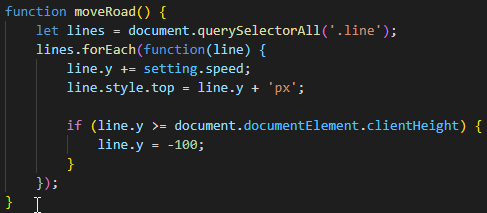 function moveRoad() {
    let lines = document.querySelectorAll('.line');
    lines.forEach(function(line) {
        line.y += setting.speed;
        line.style.top = line.y + 'px';

        if (line.y >= document.documentElement.clientHeight) {
            line.y = -100;
        }
    });
}